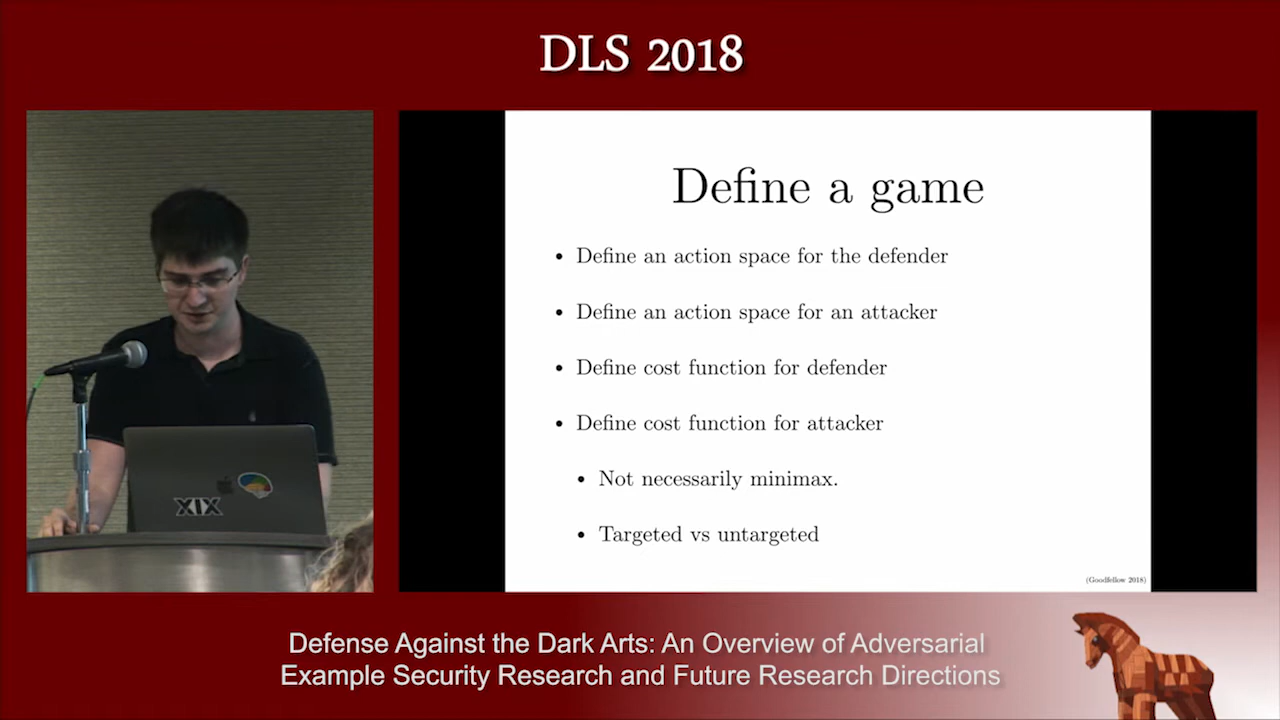 DLS 2018
Define a game
• Define an action space for the defender
• Define an action space for an attacker
• Define cost function for defender
• Define cost function for attacker
• Not necessarily minimax.
• Targeted vs untargeted
(Goodfellow 2018)
XIX
Defense Against the Dark Arts: An Overview of Adversarial
Example Security Research and Future Research Directions